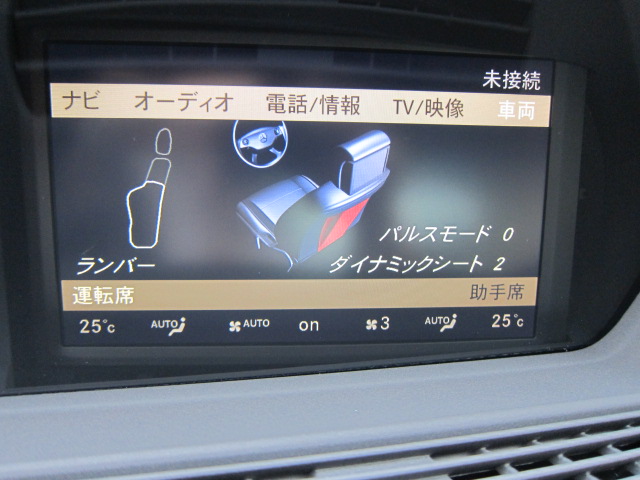 未接続
ナビ オーディオ 電話/情報 TV/映像 車両
パルスモード 0
ランバー ダイナミックシート 2
運転席 助手席
25°c AUTO AUTO on 3 AUTO 25°c